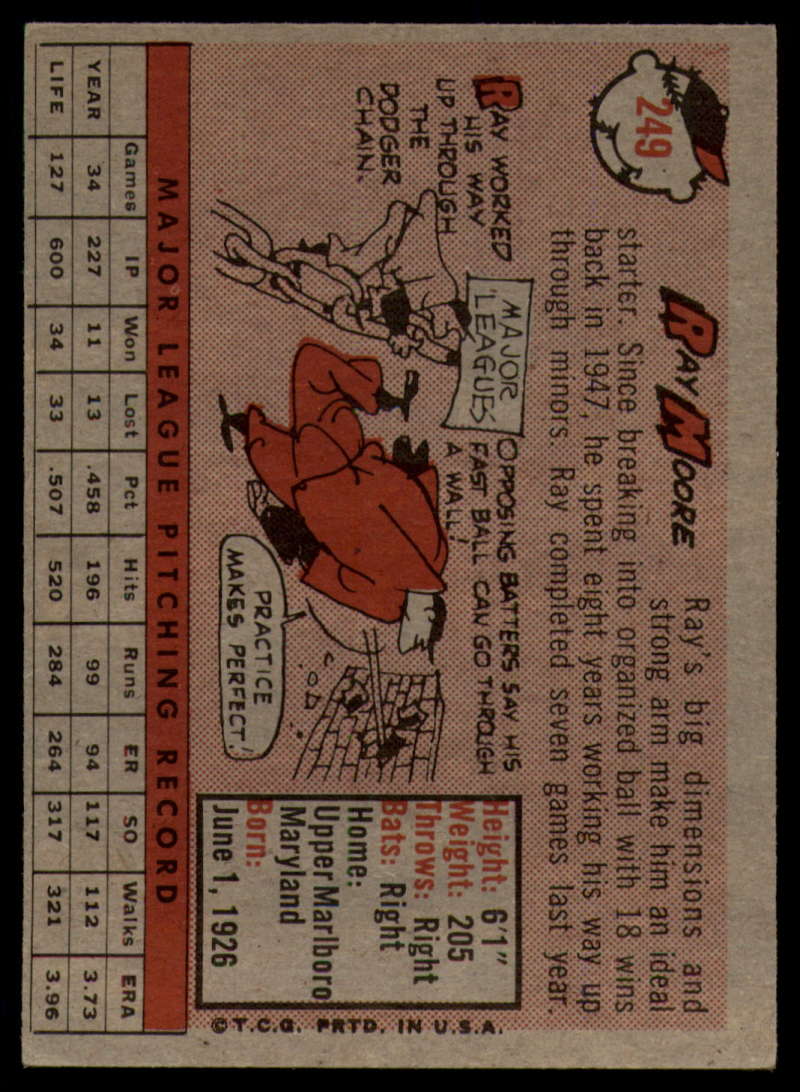 249
RAY MOORE
Ray's big dimensions and
strong arm make him an ideal
starter. Since breaking into organized ball with 18 wins
back in 1947, he spent eight years working his way up
through minors. Ray completed seven games last year.
RAY WORKED
HIS WAY
UP THROUGH
THE
DODGER
CHAIN.
MAJOR
LEAGUES
OPPOSING BATTERS SAY HIS
FAST BALL CAN GO THROUGH
A WALL!
PRACTICE
MAKES PERFECT!
Height: 6'1"
Weight: 205
Throws: Right
Bats: Right
Home:
Upper Marlboro
Maryland
Born:
June 1, 1926
© T.C.G. PRTD. IN U.S.A.
MAJOR LEAGUE PITCHING RECORD
Games IP Won Lost Pct Hits Runs ER SO Walks ERA
YEAR 34 227 11 13 .458 196 99 94 117 112 3.73
LIFE 127 600 34 33 .507 520 284 264 317 321 3.96